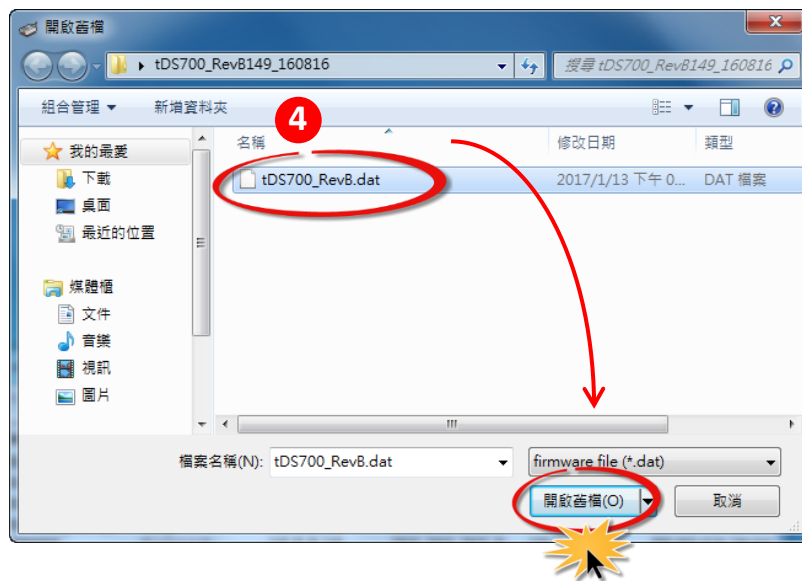 開啟舊檔
tDS700_RevB149_160816
搜尋 tDS700_RevB149_160816
組合管理
新增資料夾
4
名稱
修改日期
類型
我的最愛
tDS700_RevB.dat
2017/1/13 下午 0...
DAT 檔案
下載
桌面
最近的位置
媒體櫃
文件
音樂
視訊
圖片
檔案名稱(N):
tDS700_RevB.dat
firmware file (*.dat)
開啟舊檔(O)
取消